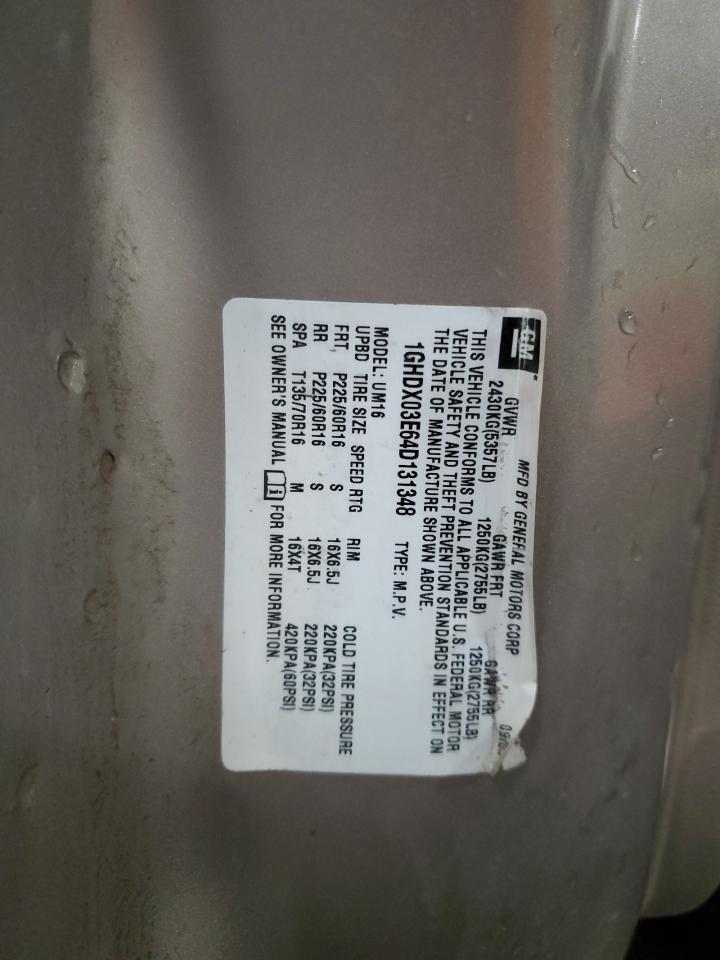 GM
MFD BY GENERAL MOTORS CORP
GVWR GAWR FRT GAWR RR
2430KG(5357LB) 1250KG(2755LB) 1250KG(2755LB)
THIS VEHICLE CONFORMS TO ALL APPLICABLE U.S. FEDERAL MOTOR
VEHICLE SAFETY AND THEFT PREVENTION STANDARDS IN EFFECT ON
THE DATE OF MANUFACTURE SHOWN ABOVE.
1GHDX03E64D131348 TYPE: M.P.V.
MODEL: UM16
UPBD TIRE SIZE SPEED RTG RIM COLD TIRE PRESSURE
FRT, P225/60R16 S 16X6.5J 220KPA(32PSI)
RR P225/60R16 S 16X6.5J 220KPA(32PSI)
SPA T135/70R16 M 16X4T 420KPA(60PSI)
SEE OWNER'S MANUAL FOR MORE INFORMATION.